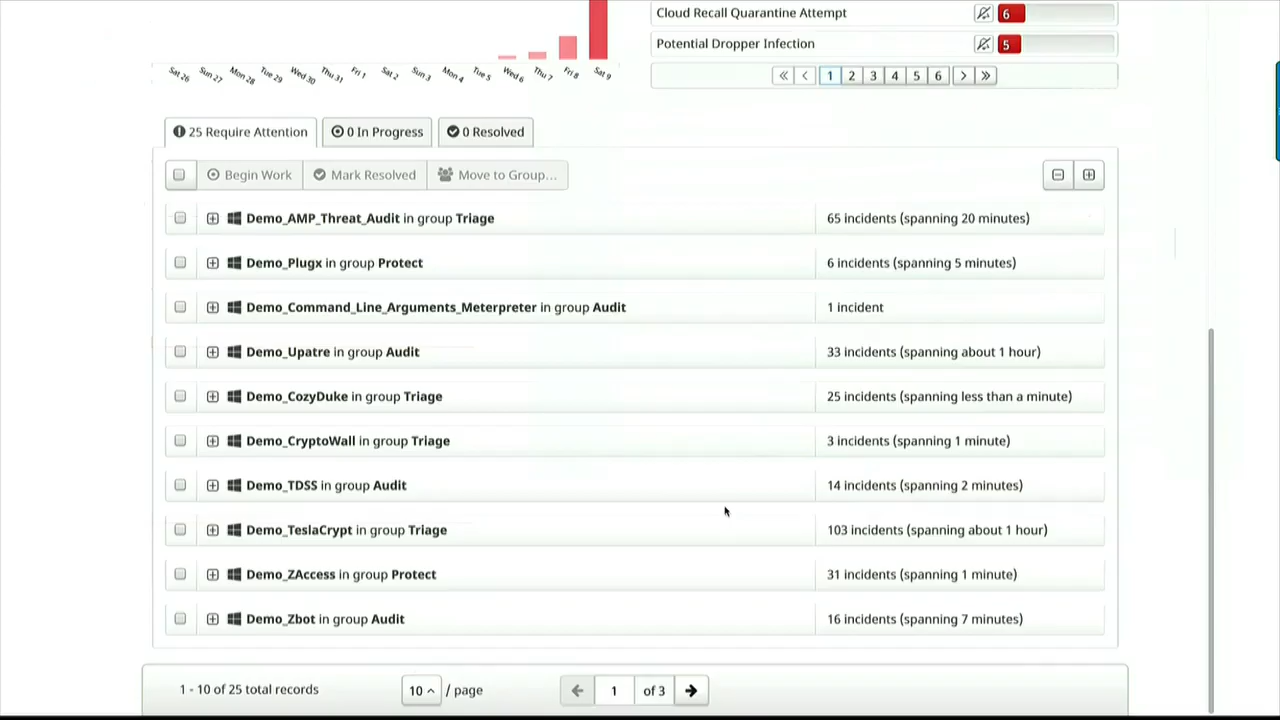 Cloud Recall Quarantine Attempt 6
Potential Dropper Infection 5
Sat 26 Sun 27 Mon 28 Tue 29 Wed 30 Thu 31 Fri 1 Sat 2 Sun 3 Mon 4 Tue 5 Wed 6 Thu 7 Fri 8 Sat 9
« ‹ 1 2 3 4 5 6 › »
25 Require Attention 0 In Progress 0 Resolved
Begin Work Mark Resolved Move to Group...
Demo_AMP_Threat_Audit in group Triage 65 incidents (spanning 20 minutes)
Demo_Plugx in group Protect 6 incidents (spanning 5 minutes)
Demo_Command_Line_Arguments_Meterpreter in group Audit 1 incident
Demo_Upatre in group Audit 33 incidents (spanning about 1 hour)
Demo_CozyDuke in group Triage 25 incidents (spanning less than a minute)
Demo_CryptoWall in group Triage 3 incidents (spanning 1 minute)
Demo_TDSS in group Audit 14 incidents (spanning 2 minutes)
Demo_TeslaCrypt in group Triage 103 incidents (spanning about 1 hour)
Demo_ZAccess in group Protect 31 incidents (spanning 1 minute)
Demo_Zbot in group Audit 16 incidents (spanning 7 minutes)
1 - 10 of 25 total records 10 / page 1 of 3